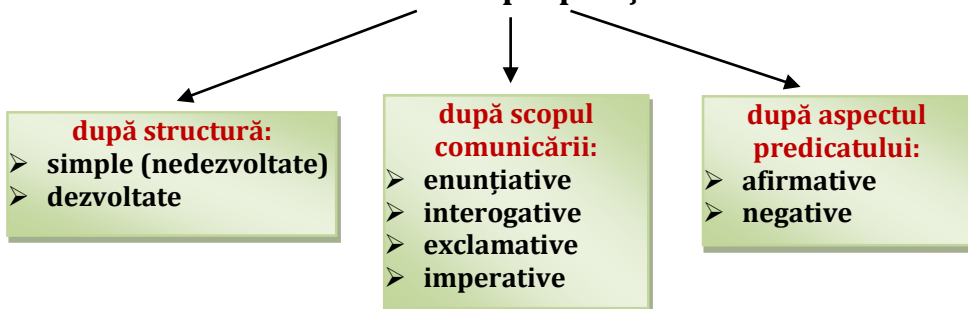 după structură:
➢ simple (nedezvoltate)
➢ dezvoltate
după scopul
comunicării:
➢ enunțiative
➢ interogative
➢ exclamative
➢ imperative
după aspectul
predicatului:
➢ afirmative
➢ negative